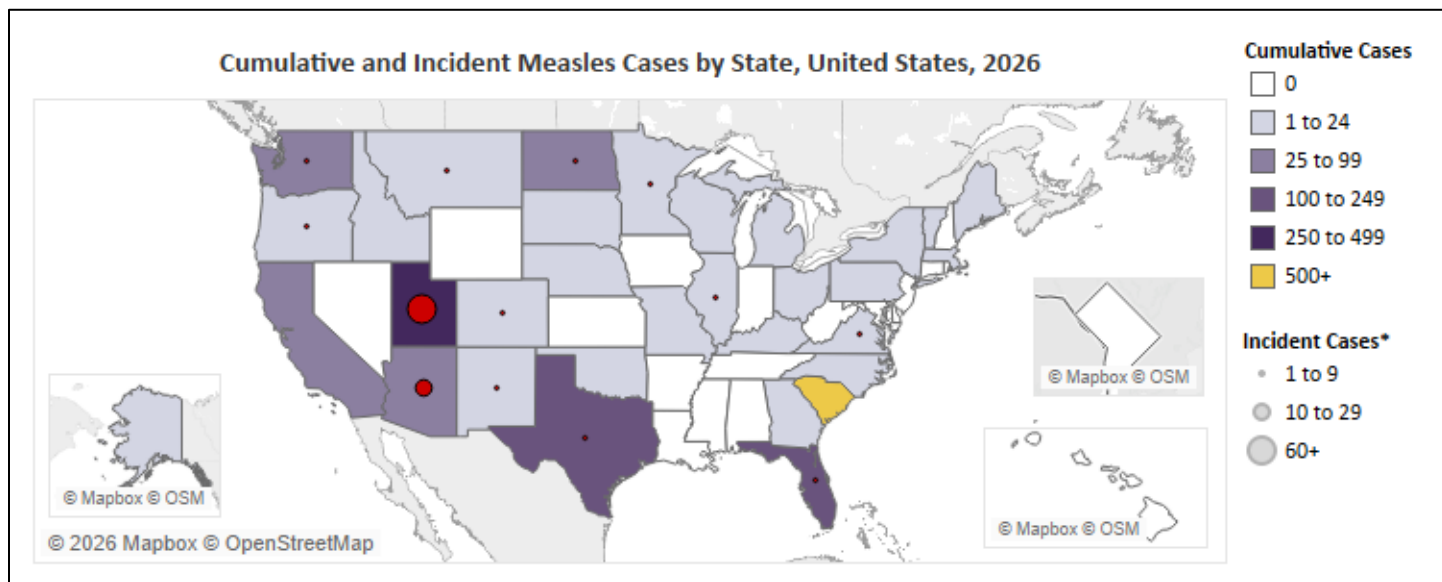 Cumulative and Incident Measles Cases by State, United States, 2026
Cumulative Cases
0
1 to 24
25 to 99
100 to 249
250 to 499
500+
Incident Cases*
1 to 9
10 to 29
60+
© Mapbox © OSM
© Mapbox © OSM
© Mapbox © OSM
© 2026 Mapbox © OpenStreetMap